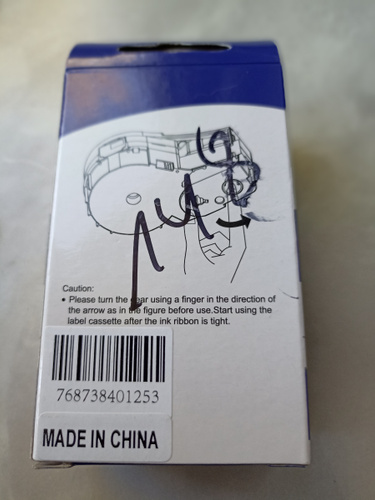 Caution:
• Please turn the gear using a finger in the direction of
the arrow as in the figure before use.Start using the
label cassette after the ink ribbon is tight.
768738401253
MADE IN CHINA